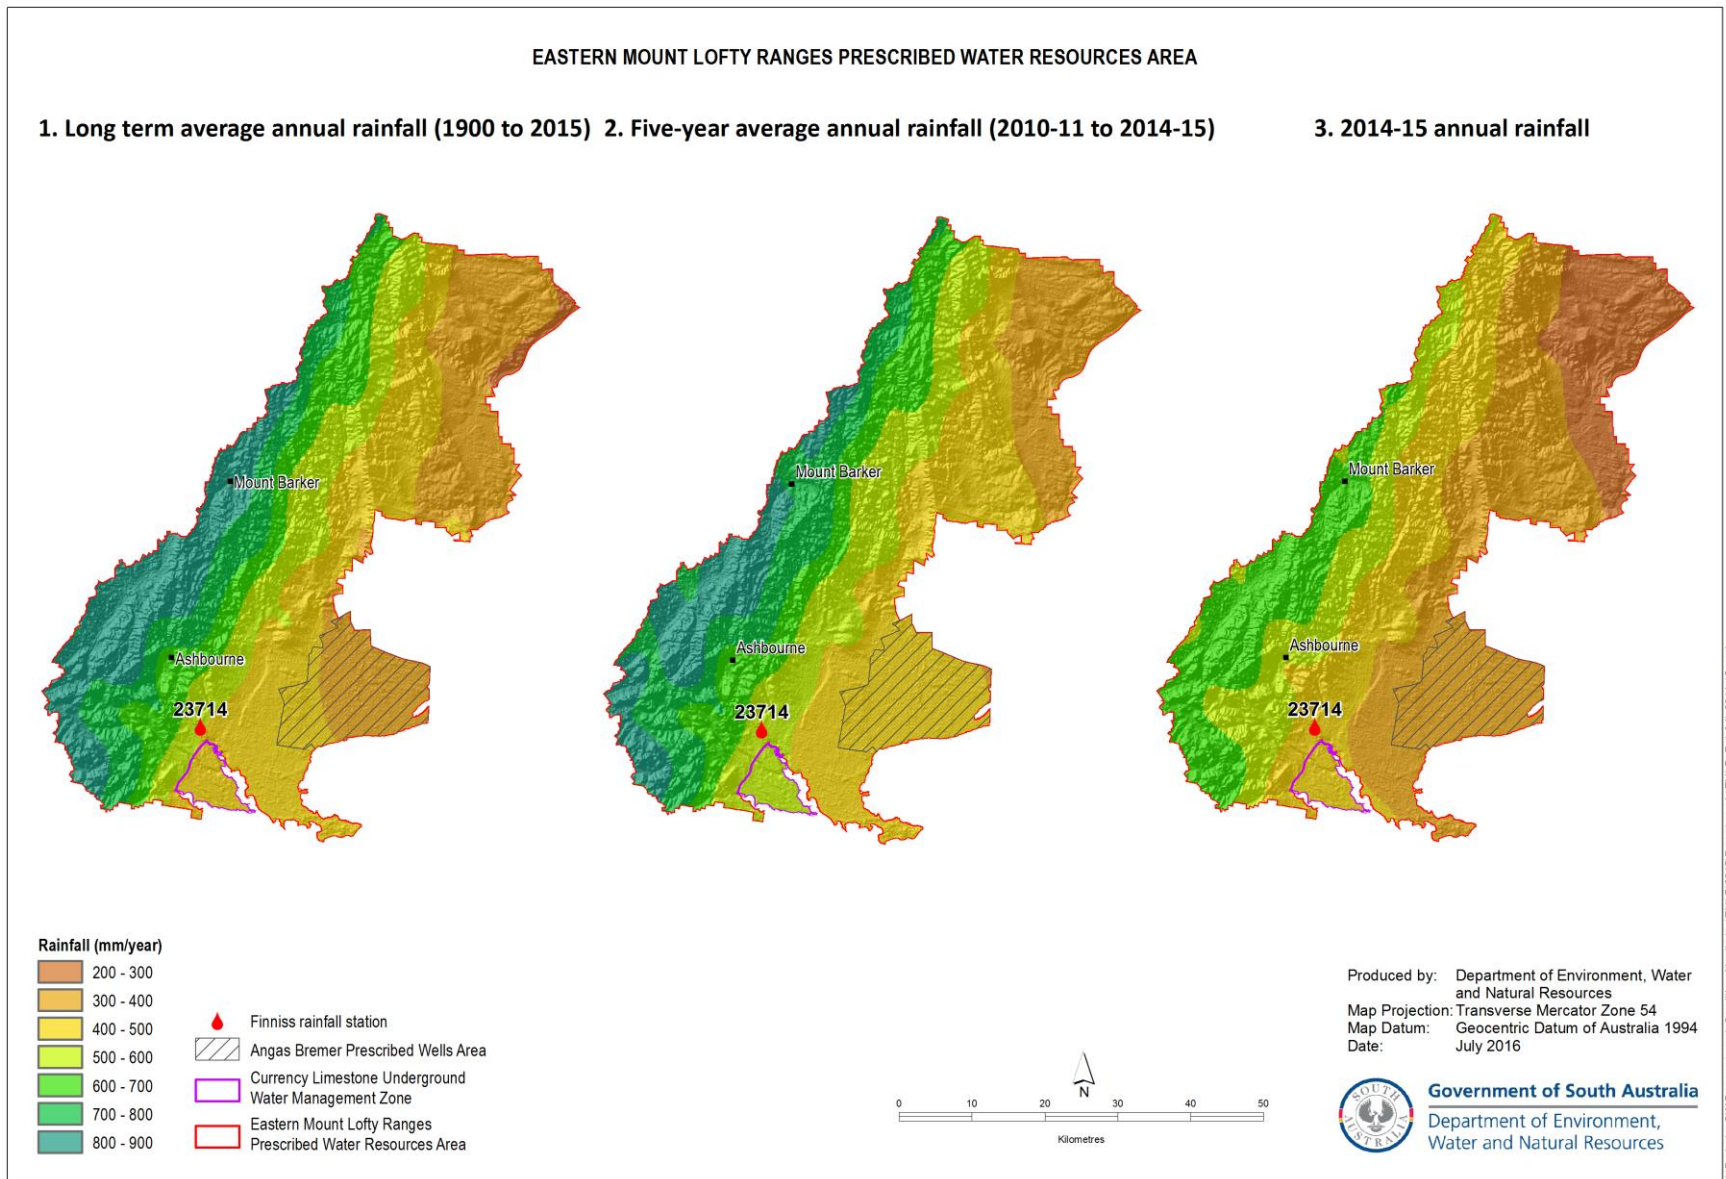 EASTERN MOUNT LOFTY RANGES PRESCRIBED WATER RESOURCES AREA
1. Long term average annual rainfall (1900 to 2015)
2. Five-year average annual rainfall (2010-11 to 2014-15)
3. 2014-15 annual rainfall
Mount Barker
Ashbourne
23714
Mount Barker
Ashbourne
23714
Mount Barker
Ashbourne
23714
Rainfall (mm/year)
200 - 300
300 - 400
400 - 500
500 - 600
600 - 700
700 - 800
800 - 900
Finniss rainfall station
Angas Bremer Prescribed Wells Area
Currency Limestone Underground
Water Management Zone
Eastern Mount Lofty Ranges
Prescribed Water Resources Area
N
0 10 20 30 40 50
Kilometres
Produced by: Department of Environment, Water
and Natural Resources
Map Projection: Transverse Mercator Zone 54
Map Datum: Geocentric Datum of Australia 1994
Date: July 2016
SOUTH
AUSTRALIA
Government of South Australia
Department of Environment,
Water and Natural Resources